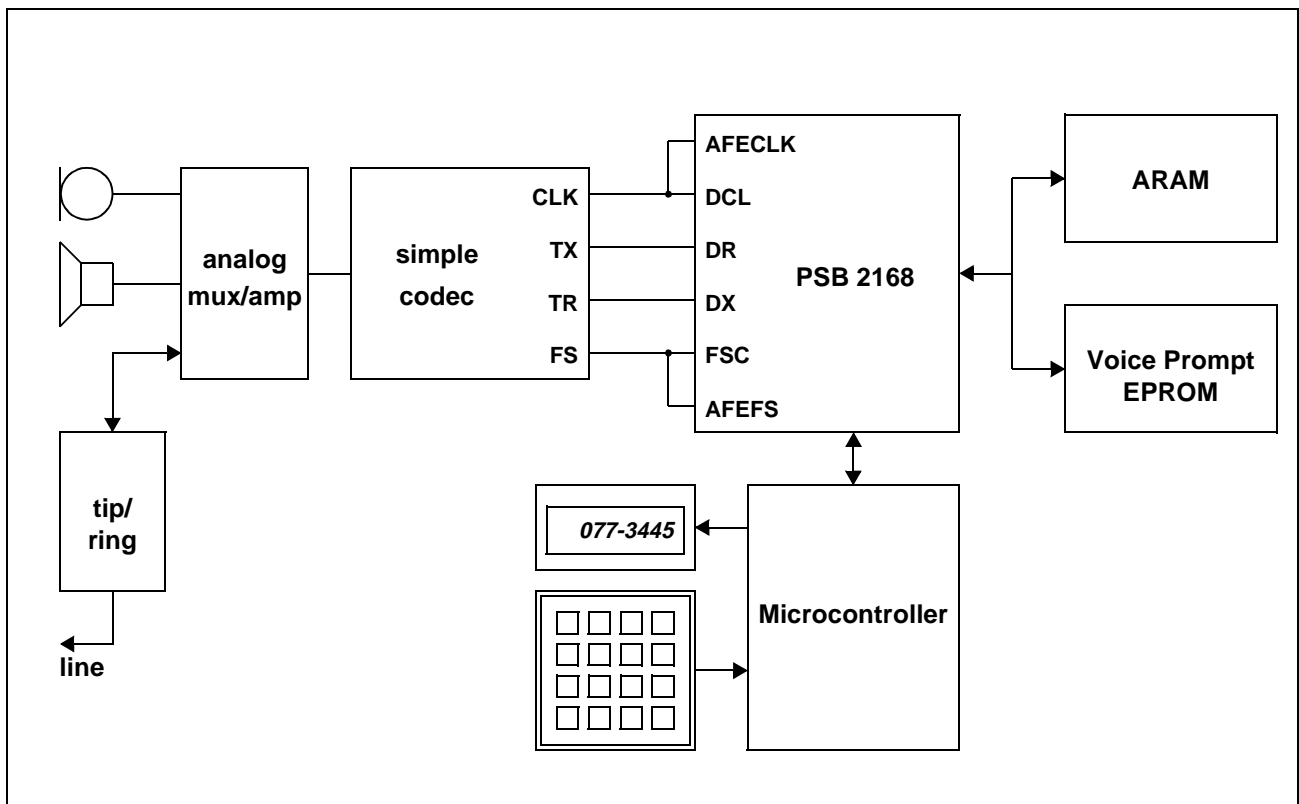 analog
mux/amp
simple
codec
CLK
TX
TR
FS
AFECLK
DCL
DR
DX
FSC
AFEFS
PSB 2168
ARAM
Voice Prompt
EPROM
tip/
ring
line
077-3445
Microcontroller